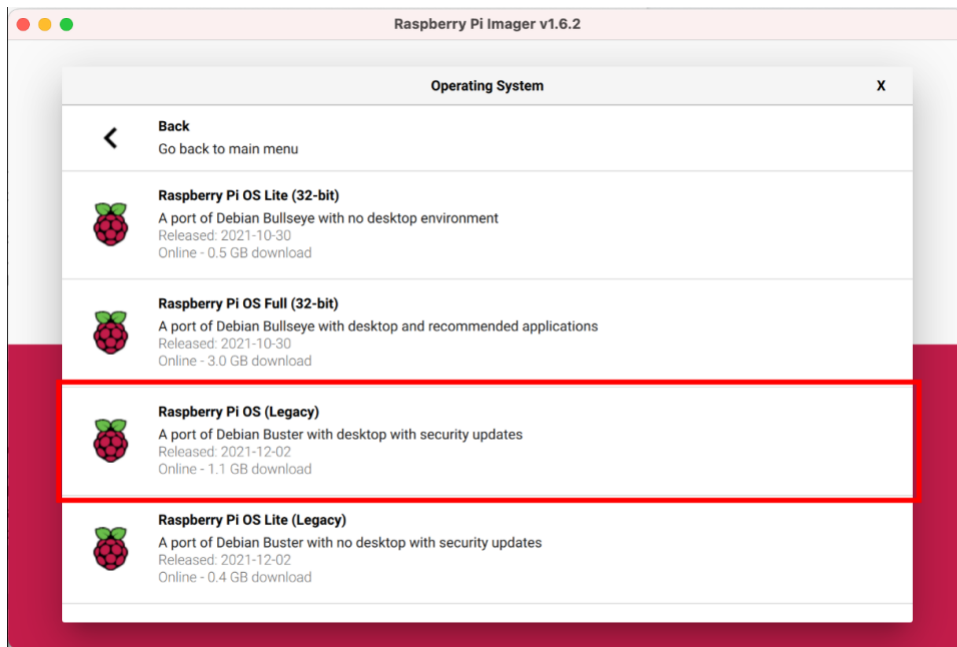 Raspberry Pi Imager v1.6.2
Operating System
X
Back
Go back to main menu
Raspberry Pi OS Lite (32-bit)
A port of Debian Bullseye with no desktop environment
Released: 2021-10-30
Online - 0.5 GB download
Raspberry Pi OS Full (32-bit)
A port of Debian Bullseye with desktop and recommended applications
Released: 2021-10-30
Online - 3.0 GB download
Raspberry Pi OS (Legacy)
A port of Debian Buster with desktop with security updates
Released: 2021-12-02
Online - 1.1 GB download
Raspberry Pi OS Lite (Legacy)
A port of Debian Buster with no desktop with security updates
Released: 2021-12-02
Online - 0.4 GB download